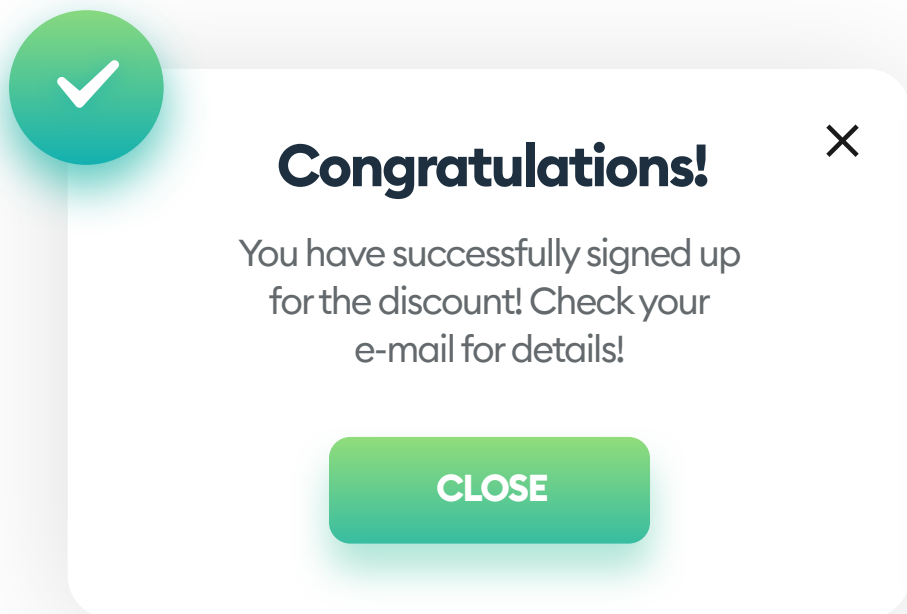 Congratulations!
You have successfully signed up
for the discount! Check your
e-mail for details!
CLOSE